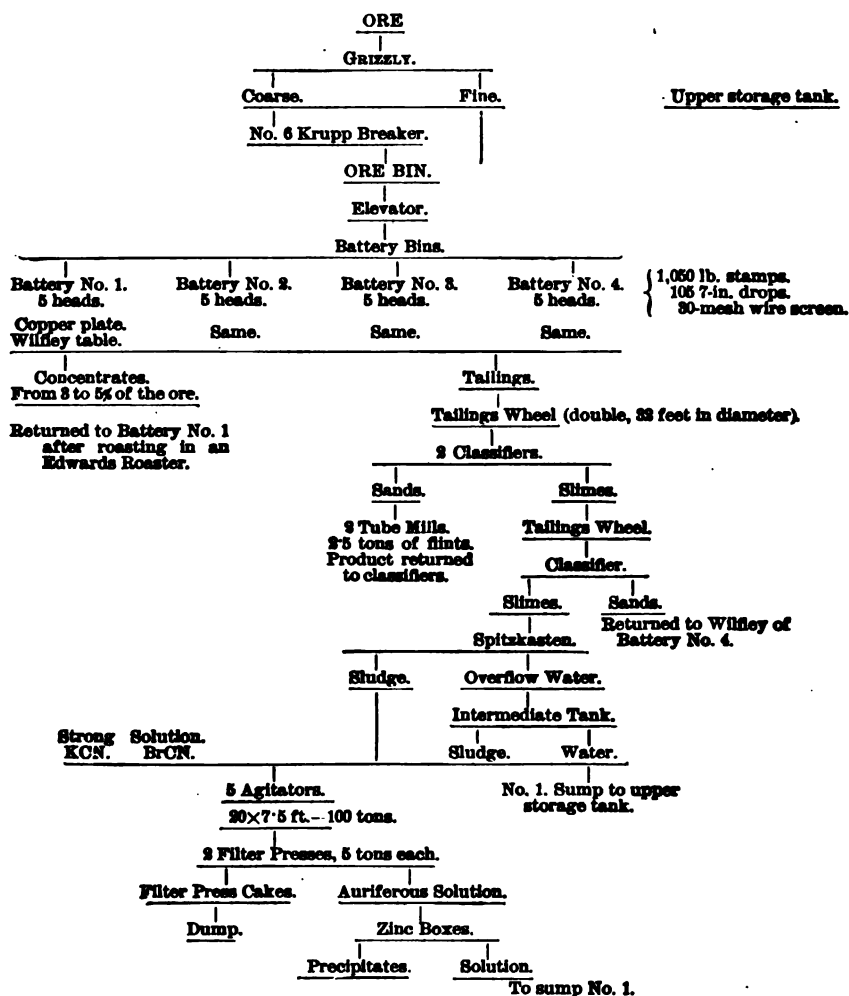 ORE
GRIZZLY.
Coarse. Fine. Upper storage tank.
No. 6 Krupp Breaker.
ORE BIN.
Elevator.
Battery Bins.
Battery No. 1. Battery No. 2. Battery No. 3. Battery No. 4. 1,050 lb. stamps.
5 heads. 5 heads. 5 heads. 5 heads. 105 7-in. drops.
30-mesh wire screen.
Copper plate. Same. Same. Same.
Wilfley table.
Concentrates. Tailings.
From 3 to 5% of the ore.
Tailings Wheel (double, 32 feet in diameter).
Returned to Battery No. 1
after roasting in an
Edwards Roaster.
2 Classifiers.
Sands. Slimes.
2 Tube Mills. Tailings Wheel.
2·5 tons of flints.
Product returned
to classifiers.
Classifier.
Slimes. Sands.
Returned to Wilfley of
Battery No. 4.
Spitzkasten.
Sludge. Overflow Water.
Intermediate Tank.
Strong Solution.
KCN. BrCN. Sludge. Water.
5 Agitators. No. 1. Sump to upper
storage tank.
20×7·5 ft.—100 tons.
2 Filter Presses, 5 tons each.
Filter Press Cakes. Auriferous Solution.
Dump. Zinc Boxes.
Precipitates. Solution.
To sump No. 1.